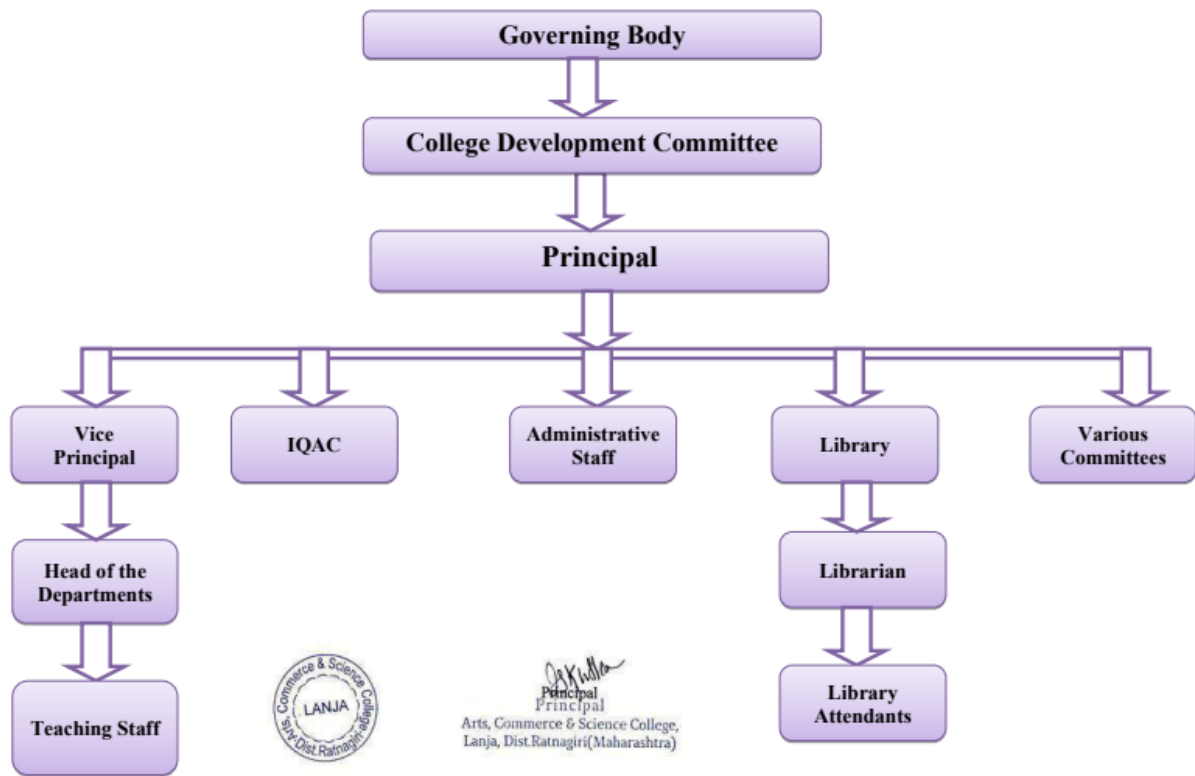 Governing Body
College Development Committee
Principal
Vice
Principal
IQAC
Administrative
Staff
Library
Various
Committees
Head of the
Departments
Librarian
Teaching Staff
Library
Attendants
Arts, Commerce & Science College,
Dist.Ratnagiri
LANJA
Principal
Principal
Arts, Commerce & Science College,
Lanja, Dist.Ratnagiri(Maharashtra)